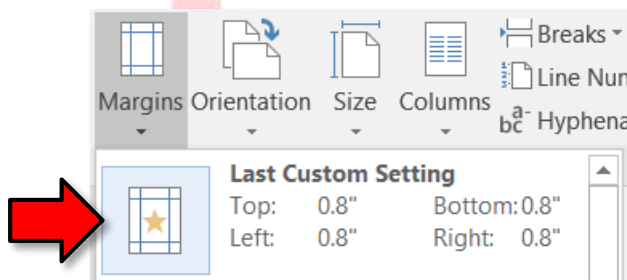 Breaks
Line Num
Margins Orientation Size Columns
bc a- Hyphena
Last Custom Setting
Top: 0.8" Bottom: 0.8"
Left: 0.8" Right: 0.8"